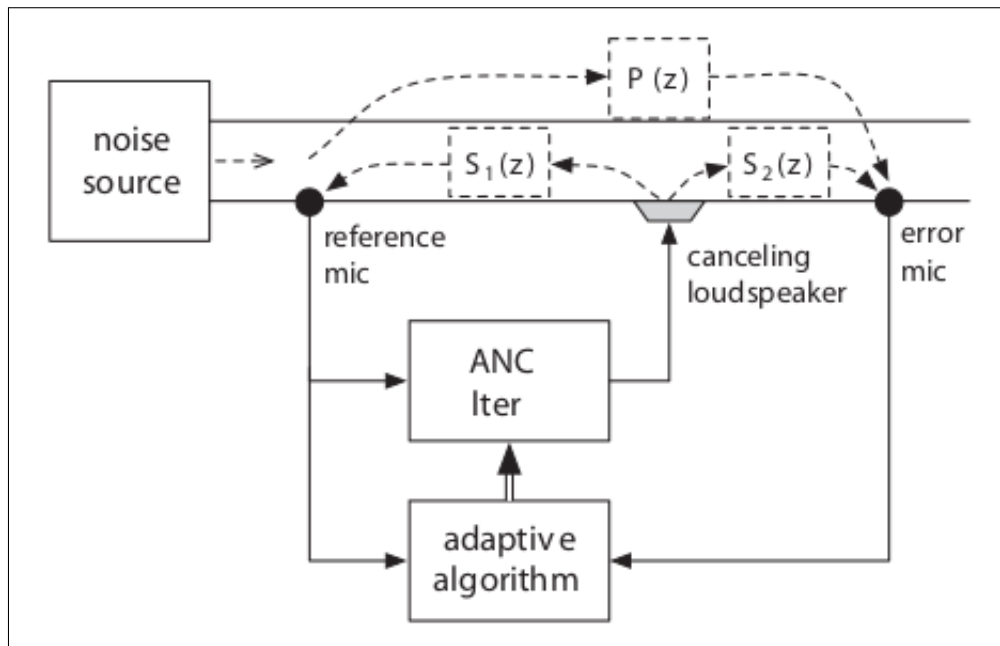 noise
source
P (z)
S1(z)
S2(z)
reference
mic
canceling
loudspeaker
error
mic
ANC
lter
adaptive
algorithm